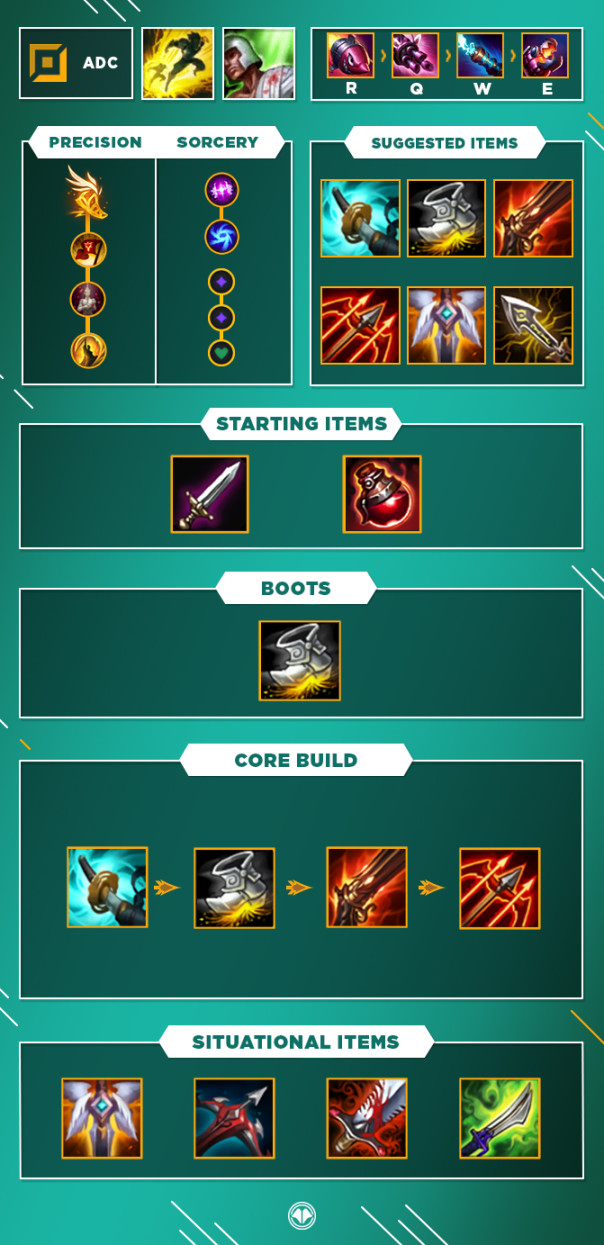 ADC
R Q W E
PRECISION SORCERY
SUGGESTED ITEMS
STARTING ITEMS
BOOTS
CORE BUILD
SITUATIONAL ITEMS